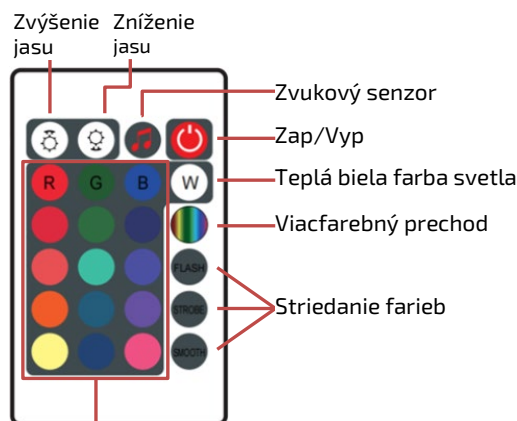 Zvýšenie
jasu
Zníženie
jasu
Zvukový senzor
Zap/Vyp
R G B W
Teplá biela farba svetla
Viacfarebný prechod
FLASH
STROBE
Striedanie farieb
SMOOTH